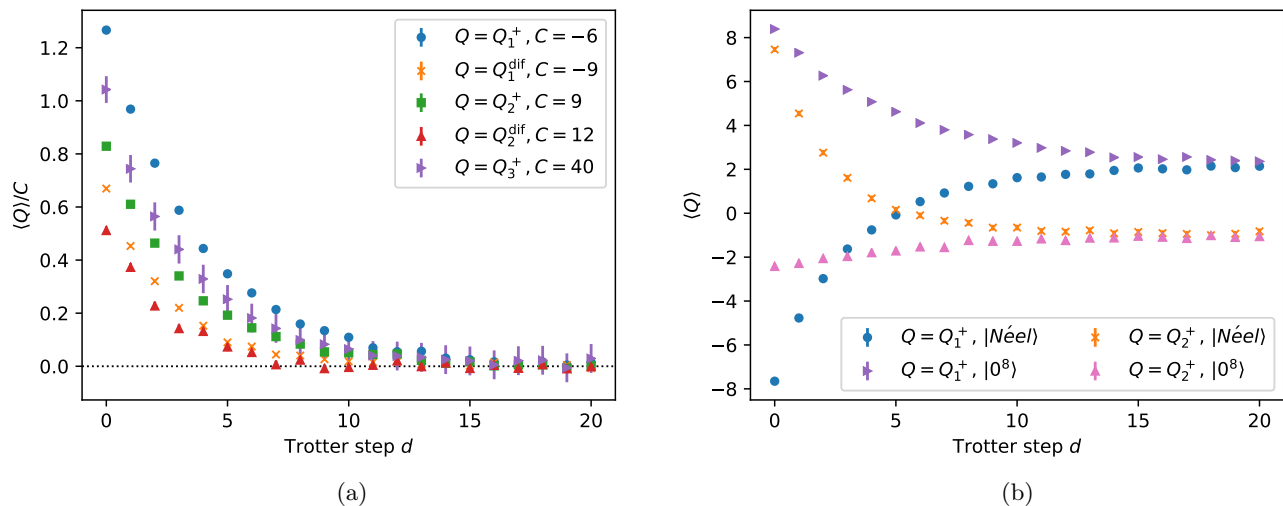 ⟨Q⟩/C
1.2
1.0
0.8
0.6
0.4
0.2
0.0
0 5 10 15 20
Trotter step d
Q = Q₁⁺, C = −6
Q = Q₁ᵈⁱᶠ, C = −9
Q = Q₂⁺, C = 9
Q = Q₂ᵈⁱᶠ, C = 12
Q = Q₃⁺, C = 40
(a)
⟨Q⟩
8
6
4
2
0
−2
−4
−6
−8
0 5 10 15 20
Trotter step d
Q = Q₁⁺, |Néel⟩
Q = Q₁⁺, |0⁸⟩
Q = Q₂⁺, |Néel⟩
Q = Q₂⁺, |0⁸⟩
(b)